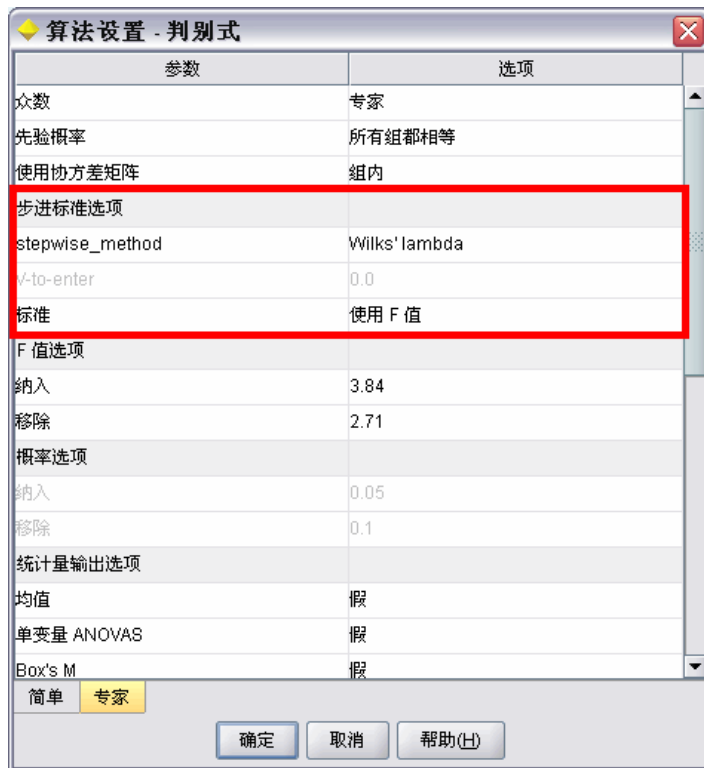 算法设置 - 判别式
参数 选项
众数 专家
先验概率 所有组都相等
使用协方差矩阵 组内
步进标准选项
stepwise_method Wilks' lambda
V-to-enter 0.0
标准 使用 F 值
F 值选项
纳入 3.84
移除 2.71
概率选项
纳入 0.05
移除 0.1
统计量输出选项
均值 假
单变量 ANOVAS 假
Box's M 假
简单 专家
确定 取消 帮助(H)